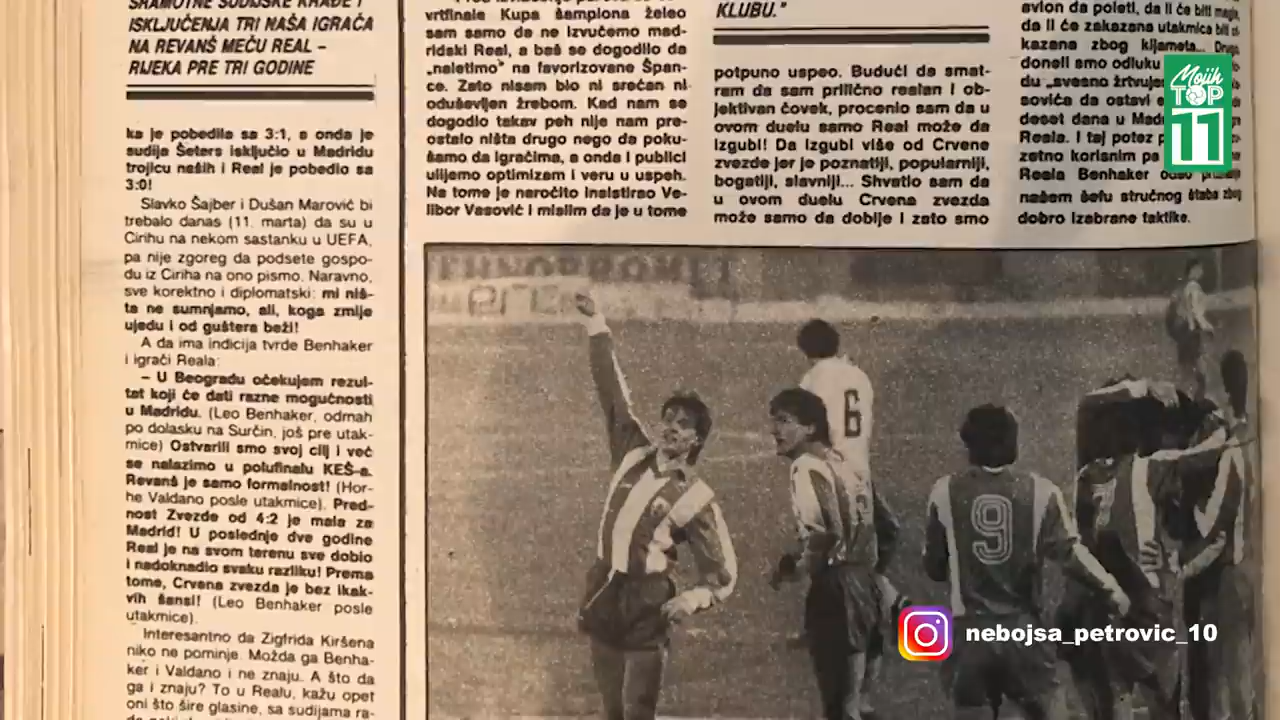 SRAMOTNE SUDIJSKE KRAĐE I
ISKLJUČENJA TRI NAŠA IGRAČA
NA REVANŠ MEČU REAL –
RIJEKA PRE TRI GODINE
ka je pobedila sa 3:1, a onda je
sudija Šeters isključio u Madridu
trojicu naših i Real je pobedio sa
3:0!
Slavko Šajber i Dušan Marović bi
trebalo danas (11. marta) da su u
Cirihu na nekom sastanku u UEFA,
pa nije zgoreg da podsete gospo-
du iz Ciriha na ono pismo. Naravno,
sve korektno i diplomatski: mi niš-
ta ne sumnjamo, ali, koga zmije
ujedu i od guštera beži!
A da ima indicija tvrde Benhaker
i igrači Reala:
– U Beogradu očekujem rezul-
tat koji će dati razne mogućnosti
u Madridu. (Leo Benhaker, odmah
po dolasku na Surčin, još pre utak-
mice) Ostvarili smo svoj cilj i već
se nalazimo u polufinalu KEŠ-a.
Revanš je samo formalnost! (Hor-
he Valdano posle utakmice). Pred-
nost Zvezde od 4:2 je mala za
Madrid! U poslednje dve godine
Real je na svom terenu sve dobio
i nadoknadio svaku razliku! Prema
tome, Crvena zvezda je bez ikak-
vih šansi! (Leo Benhaker posle
utakmice).
Interesantno da Zigfrida Kiršena
niko ne pominje. Možda ga Benha-
ker i Valdano i ne znaju. A što da
ga i znaju? To u Realu, kažu opet
oni što šire glasine, sa sudijama ra-
vrtfinale Kupa šampiona želeo
sam samo da ne izvučemo mad-
ridski Real, a baš se dogodilo da
„naletimo" na favorizovane Špan-
ce. Zato nisam bio ni srećan ni
oduševljen žrebom. Kad nam se
dogodilo takav peh nije nam pre-
ostalo ništa drugo nego da poku-
šamo da igračima, a onda i publici
ulijemo optimizam i veru u uspeh.
Na tome je naročito insistirao Ve-
libor Vasović i mislim da je u tome
KLUBU."
potpuno uspeo. Budući da smat-
ram da sam prilično realan i ob-
jektivan čovek, procenio sam da u
ovom duelu samo Real može da
izgubi! Da izgubi više od Crvene
zvezde jer je poznatiji, popularniji,
bogatiji, slavniji... Shvatio sam da
u ovom duelu Crvena zvezda
može samo da dobije i zato smo
avion da poleti, da li će biti magle,
da li će zakazana utakmica biti
kazana zbog kijameta... Drugo,
doneli smo odluku
du „svesno žrtvujem
sovića da ostavi
deset dana u Mad
Reala. I taj potez
zetno korisnim pa
Reala Benhaker odao
našem šefu stručnog štaba zbog
dobro izabrane taktike.
6
9
7
Mojih
TOP
11
nebojsa_petrovic_10